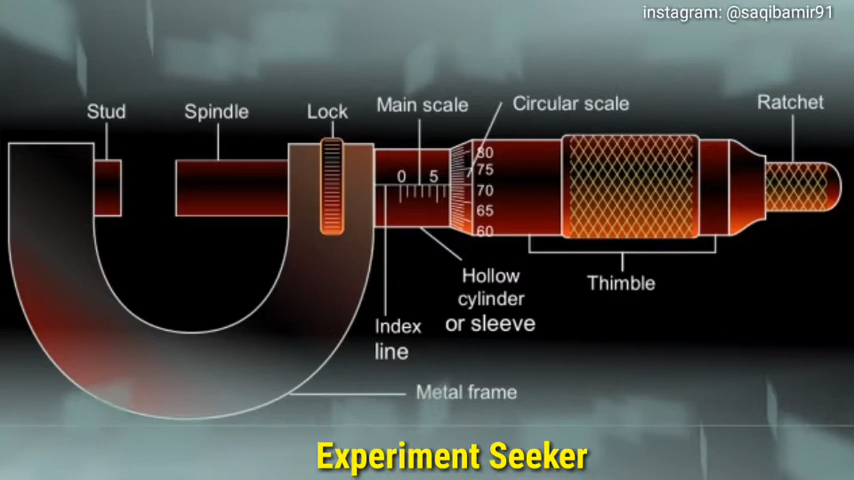 instagram: @saqibamir91
Stud
Spindle
Lock
Main scale
Circular scale
Ratchet
0 5
80
75
70
65
60
Thimble
Hollow
cylinder
or sleeve
Index
line
Metal frame
Experiment Seeker